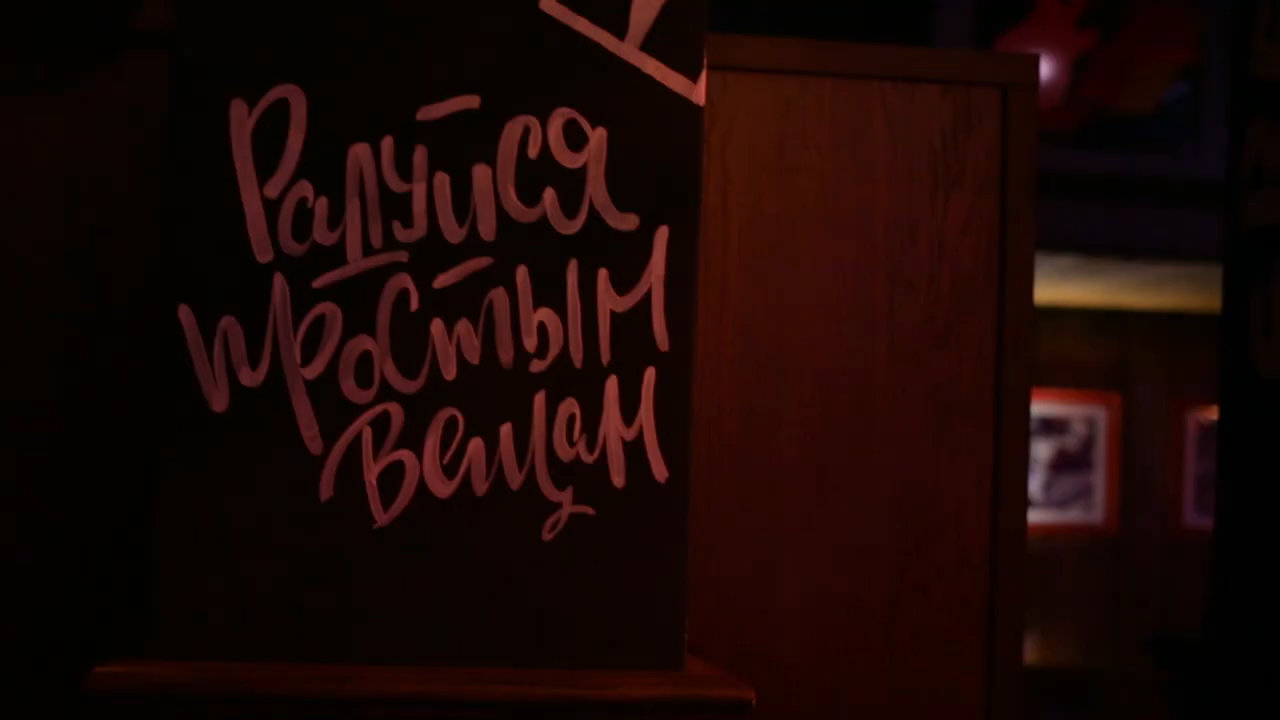 Радуйся
простым
вещам